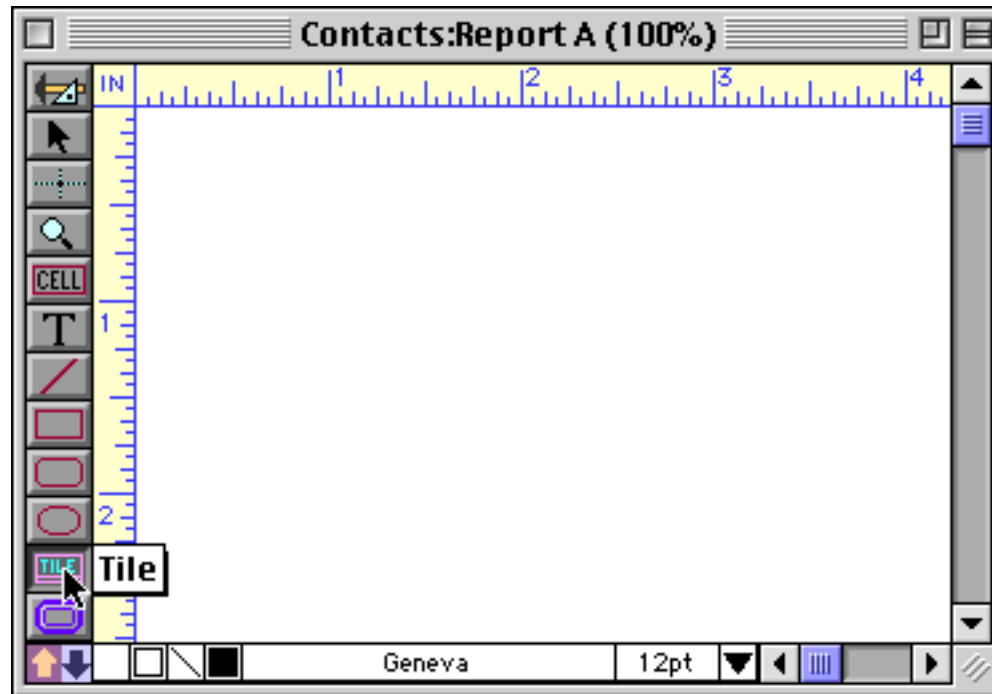 Contacts:Report A (100%)
IN 1 2 3 4
CELL
T
1
2
TILE
Tile
Geneva 12pt